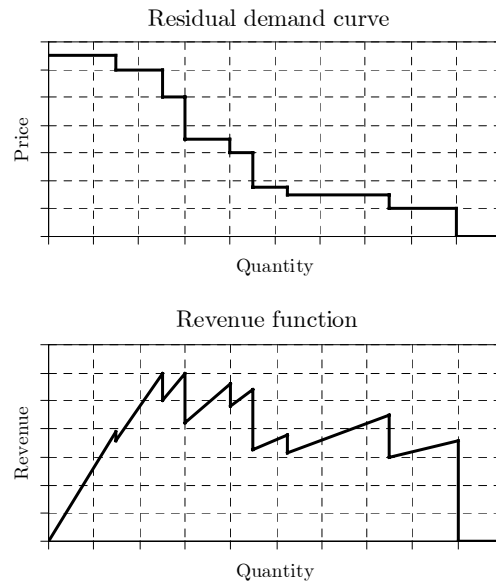 Residual demand curve
Price
Quantity
Revenue function
Revenue
Quantity